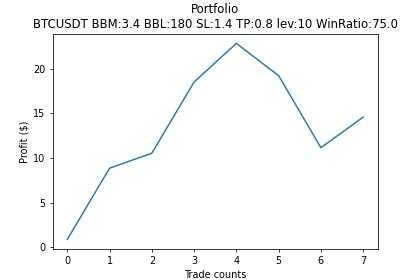 Portfolio
BTCUSDT BBM:3.4 BBL:180 SL:1.4 TP:0.8 lev:10 WinRatio:75.0
20
15
10
5
0
Profit ($)
0 1 2 3 4 5 6 7
Trade counts